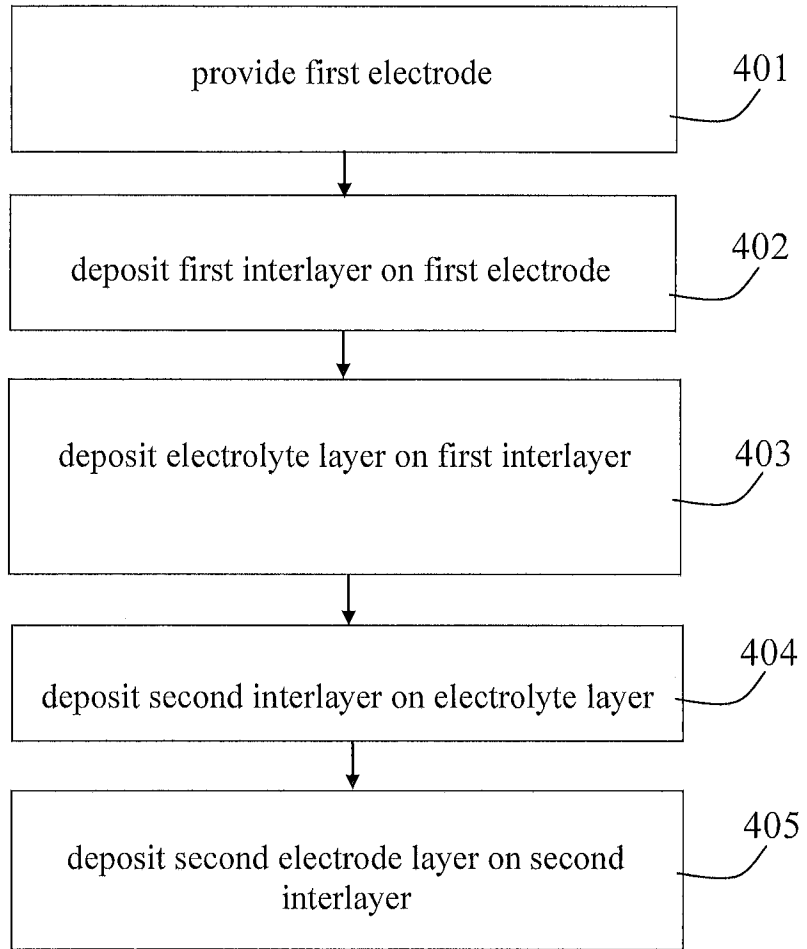 provide first electrode
401
deposit first interlayer on first electrode
402
deposit electrolyte layer on first interlayer
403
deposit second interlayer on electrolyte layer
404
deposit second electrode layer on second
interlayer
405